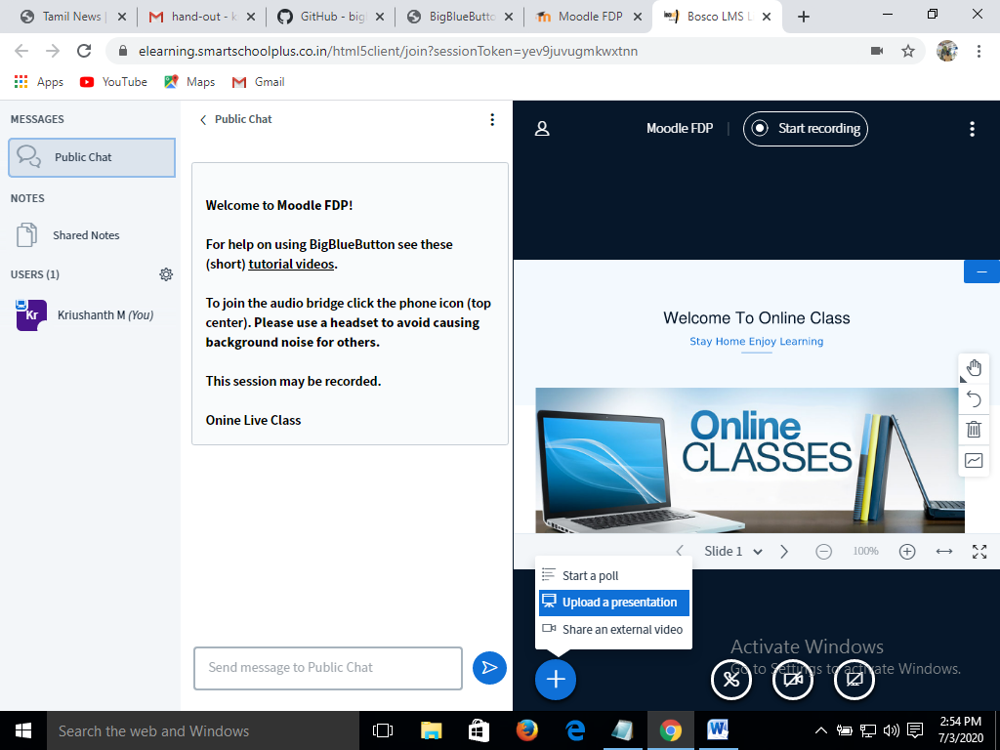 Tamil News |
hand-out - k
GitHub - big
BigBlueButto
Moodle FDP
Bosco LMS L
elearning.smartschoolplus.co.in/html5client/join?sessionToken=yev9juvugmkwxtnn
Apps
YouTube
Maps
Gmail
MESSAGES
Public Chat
NOTES
Shared Notes
USERS (1)
Kr
Kriushanth M (You)
Public Chat
Welcome to Moodle FDP!
For help on using BigBlueButton see these
(short) tutorial videos.
To join the audio bridge click the phone icon (top
center). Please use a headset to avoid causing
background noise for others.
This session may be recorded.
Onine Live Class
Send message to Public Chat
Moodle FDP
Start recording
Welcome To Online Class
Stay Home Enjoy Learning
Online
CLASSES
Slide 1
100%
Start a poll
Upload a presentation
Share an external video
Activate Windows
Go to Settings to activate Windows.
Search the web and Windows
2:54 PM
7/3/2020